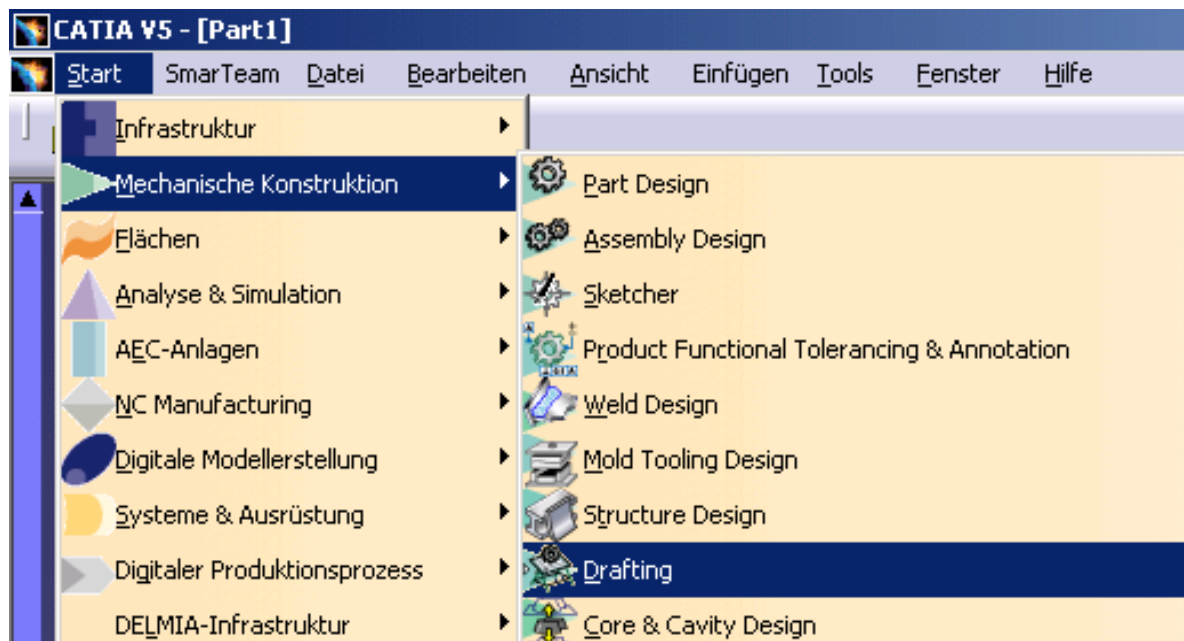 CATIA V5 - [Part1]
Start SmarTeam Datei Bearbeiten Ansicht Einfügen Tools Fenster Hilfe
Infrastruktur
Mechanische Konstruktion
Flächen
Analyse & Simulation
AEC-Anlagen
NC Manufacturing
Digitale Modellerstellung
Systeme & Ausrüstung
Digitaler Produktionsprozess
DELMIA-Infrastruktur
Part Design
Assembly Design
Sketcher
Product Functional Tolerancing & Annotation
Weld Design
Mold Tooling Design
Structure Design
Drafting
Core & Cavity Design